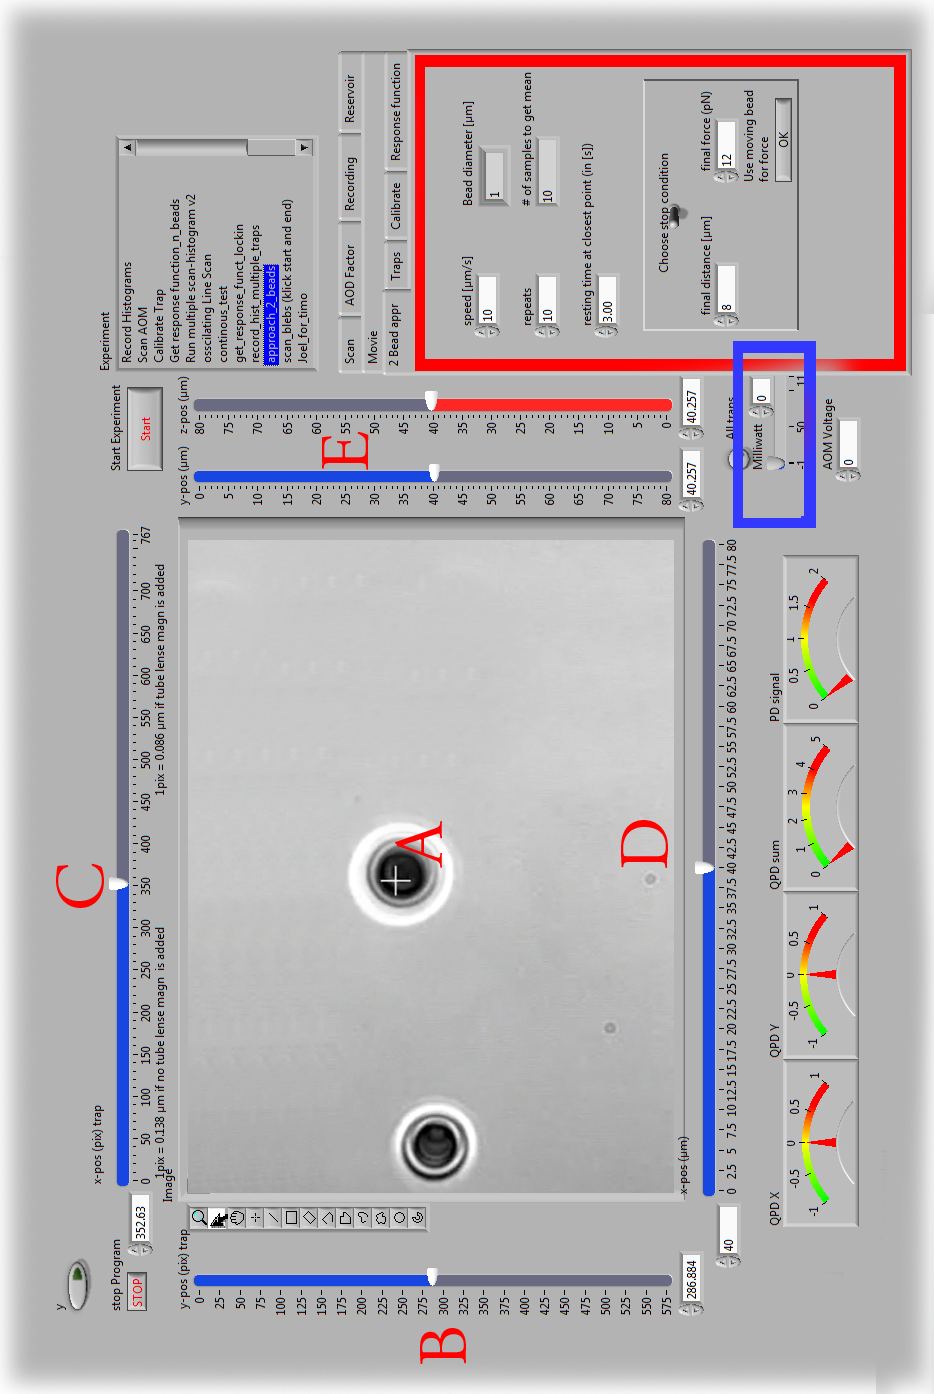 y
stop Program
STOP
x-pos (pix) trap
352.63
0 50 100 150 200 250 300 350 400 450 500 550 600 650 700 767
1pix = 0.138 µm if no tube lense magn is added
1pix = 0.086 µm if tube lense magn is added
C
Image
y-pos (pix) trap
0
25
50
75
100
125
150
175
200
225
250
275
300
325
350
375
400
425
450
475
500
525
550
575
286.884
B
A
D
x-pos (µm)
0 2.5 5 7.5 10 12.5 15 17.5 20 22.5 25 27.5 30 32.5 35 37.5 40 42.5 45 47.5 50 52.5 55 57.5 60 62.5 65 67.5 70 72.5 75 77.5 80
40
QPD X
-1 -0.5 0 0.5 1
QPD Y
-1 -0.5 0 0.5 1
QPD sum
0 1 2 3 4 5
PD signal
0 0.5 1 1.5 2
Start Experiment
Start
y-pos (µm)
0
5
10
15
20
25
30
35
40
45
50
55
60
65
70
75
80
40.257
E
z-pos (µm)
80
75
70
65
60
55
50
45
40
35
30
25
20
15
10
5
0
40.257
All traps
Milliwatt
0
-1 50 11
AOM Voltage
0
Experiment
Record Histograms
Scan AOM
Calibrate Trap
Get response function_n_beads
Run multiple scan-histogram v2
osscilating Line Scan
continous_test
get_response_funct_lockin
record_hist_multiple_traps
approach_2_beads
scan_blebs (klick start and end)
Joel_for_timo
Scan AOD Factor Recording Reservoir
Movie
2 Bead appr Traps Calibrate Response function
speed [µm/s]
10
Bead diameter [µm]
1
repeats
10
# of samples to get mean
10
resting time at closest point (in [s])
3.00
Choose stop condition
final distance [µm]
8
final force (pN)
12
Use moving bead
for force
OK